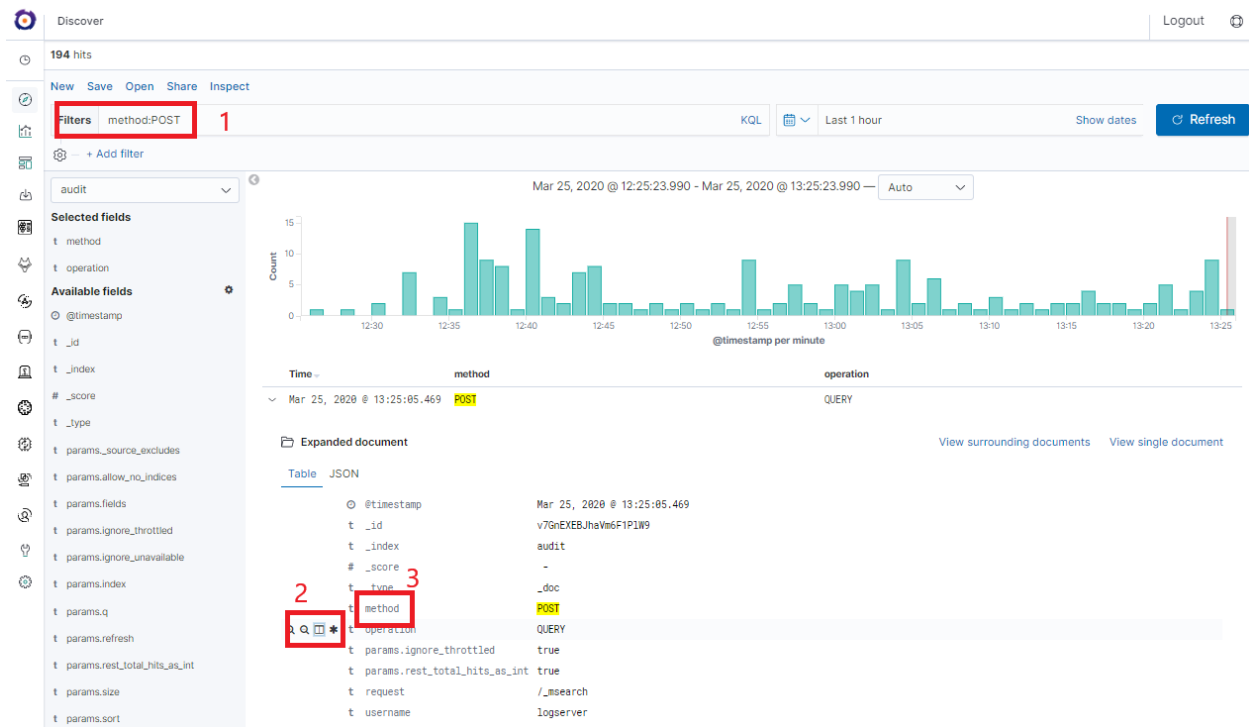 Discover
Logout
194 hits
New Save Open Share Inspect
Filters method:POST
1
KQL
Last 1 hour
Show dates
Refresh
+ Add filter
audit
Selected fields
t method
t operation
Available fields
@timestamp
t _id
t _index
# _score
t _type
t params._source_excludes
t params.allow_no_indices
t params.fields
t params.ignore_throttled
t params.ignore_unavailable
t params.index
t params.q
t params.refresh
t params.rest_total_hits_as_int
t params.size
t params.sort
Mar 25, 2020 @ 12:25:23.990 - Mar 25, 2020 @ 13:25:23.990 — Auto
Count
15
10
5
0
12:30 12:35 12:40 12:45 12:50 12:55 13:00 13:05 13:10 13:15 13:20 13:25
@timestamp per minute
Time method operation
Mar 25, 2020 @ 13:25:05.469 POST QUERY
Expanded document
View surrounding documents View single document
Table JSON
@timestamp Mar 25, 2020 @ 13:25:05.469
t _id v7GnEXEBJhaVm6F1PlW9
t _index audit
# _score -
t _type _doc
3
2
t method POST
t operation QUERY
t params.ignore_throttled true
t params.rest_total_hits_as_int true
t request /_msearch
t username logserver